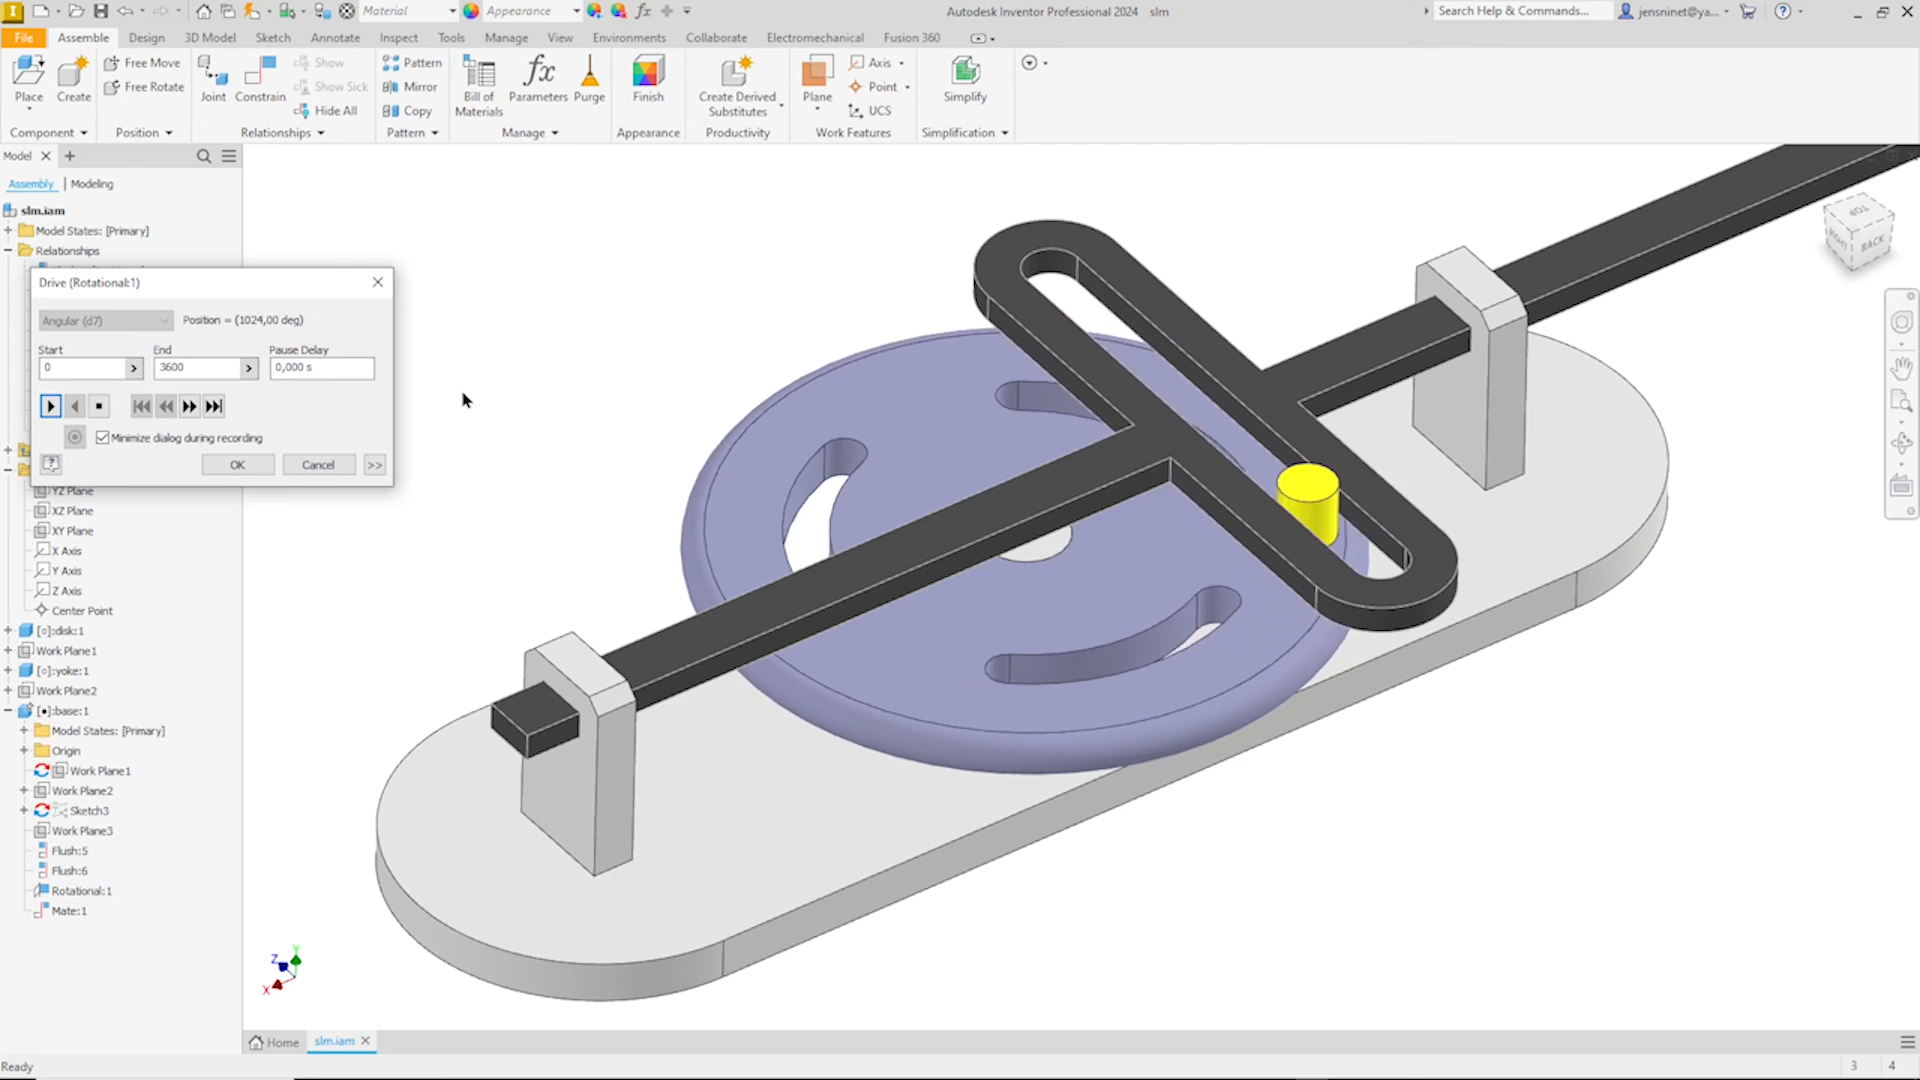 Material
Appearance
Autodesk Inventor Professional 2024 slm
Search Help & Commands...
jensninet@ya...
File
Assemble
Design
3D Model
Sketch
Annotate
Inspect
Tools
Manage
View
Environments
Collaborate
Electromechanical
Fusion 360
Place
Create
Free Move
Free Rotate
Joint
Constrain
Show
Show Sick
Hide All
Pattern
Mirror
Copy
Bill of
Materials
Parameters
Purge
Finish
Create Derived
Substitutes
Plane
Axis
Point
UCS
Simplify
Component
Position
Relationships
Pattern
Manage
Appearance
Productivity
Work Features
Simplification
Model
Assembly | Modeling
slm.iam
Model States: [Primary]
Relationships
Drive (Rotational:1)
Angular (d7)
Position = (1024,00 deg)
Start
End
Pause Delay
0
3600
0,000 s
Minimize dialog during recording
OK
Cancel
>>
YZ Plane
XZ Plane
XY Plane
X Axis
Y Axis
Z Axis
Center Point
[○]:disk:1
Work Plane1
[○]:yoke:1
Work Plane2
[●]:base:1
Model States: [Primary]
Origin
Work Plane1
Work Plane2
Sketch3
Work Plane3
Flush:5
Flush:6
Rotational:1
Mate:1
TOP
RIGHT
BACK
Z
Y
X
Home
slm.iam
Ready
3
4